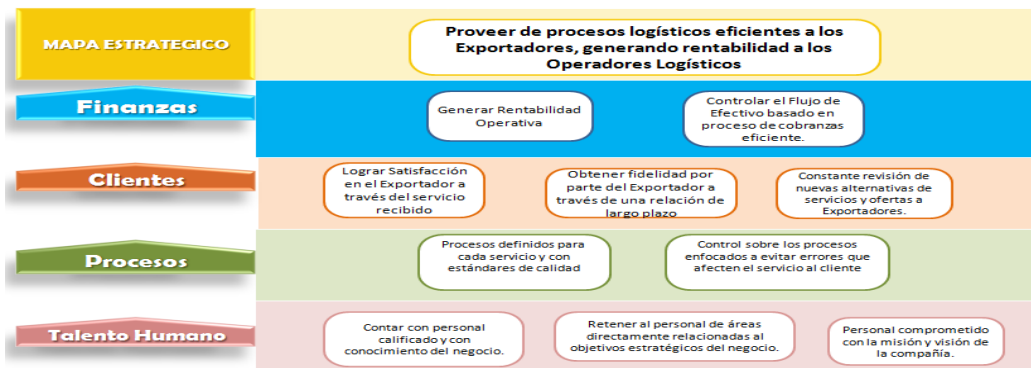 MAPA ESTRATEGICO
Proveer de procesos logísticos eficientes a los
Exportadores, generando rentabilidad a los
Operadores Logísticos
Finanzas
Generar Rentabilidad
Operativa
Controlar el Flujo de
Efectivo basado en
proceso de cobranzas
eficiente.
Clientes
Lograr Satisfacción
en el Exportador a
través del servicio
recibido
Obtener fidelidad por
parte del Exportador a
través de una relación de
largo plazo
Constante revisión de
nuevas alternativas de
servicios y ofertas a
Exportadores.
Procesos
Procesos definidos para
cada servicio y con
estándares de calidad
Control sobre los procesos
enfocados a evitar errores que
afecten el servicio al cliente
Talento Humano
Contar con personal
calificado y con
conocimiento del negocio.
Retener al personal de áreas
directamente relacionadas al
objetivos estratégicos del negocio.
Personal comprometido
con la misión y visión de
la compañía.